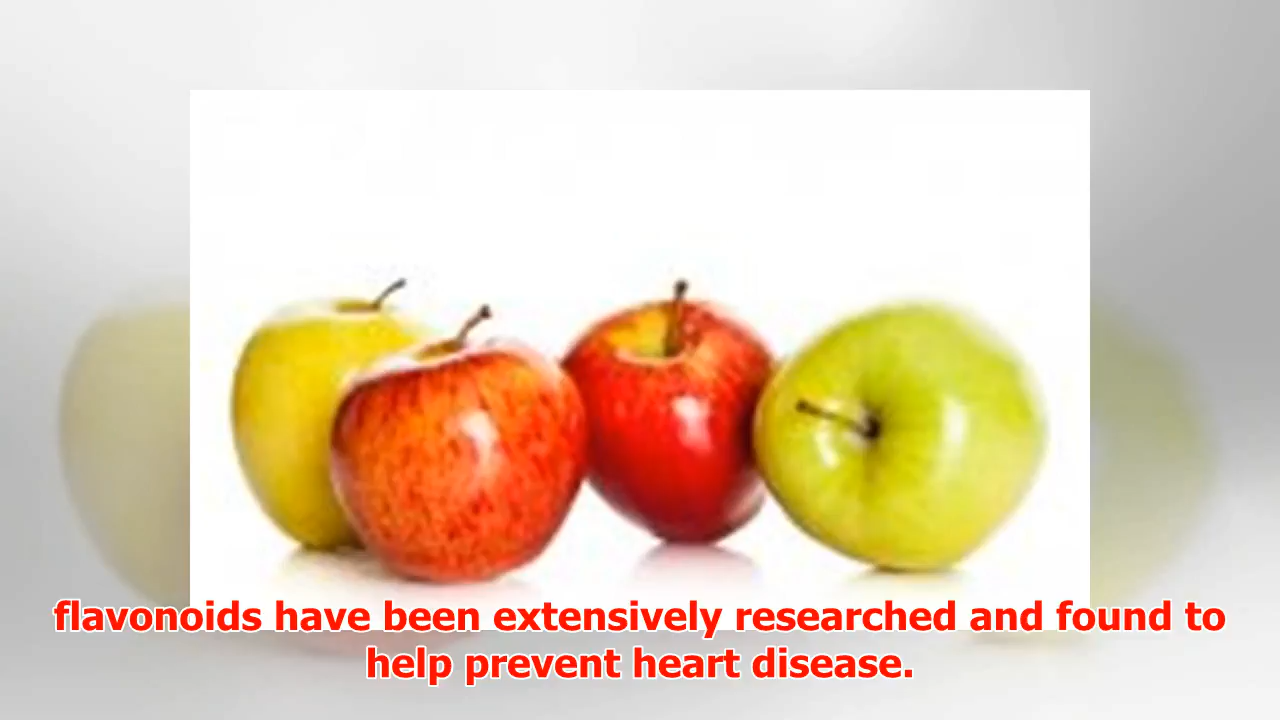 flavonoids have been extensively researched and found to
help prevent heart disease.